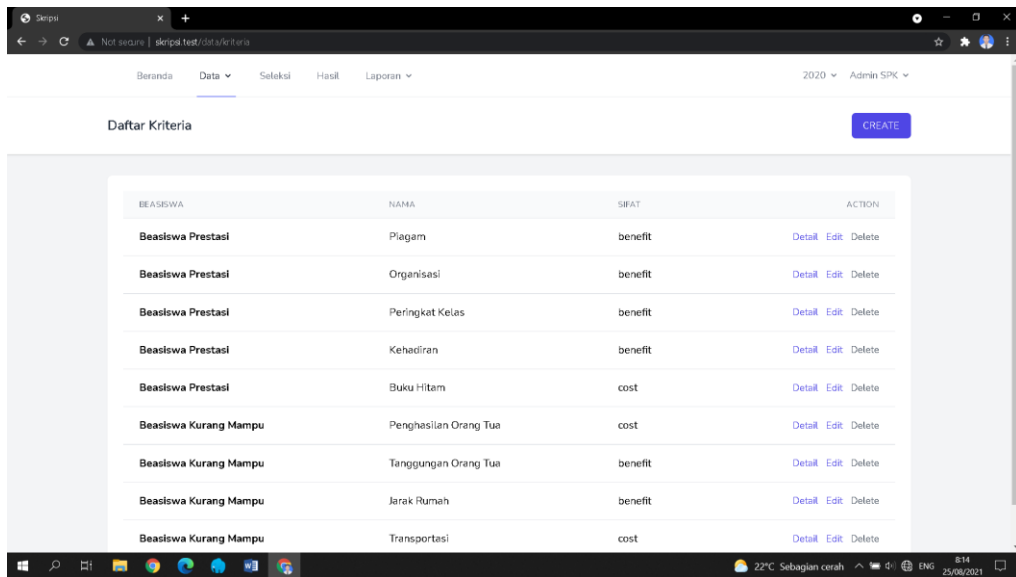 Skripsi
Not secure | skripsi.test/data/kriteria
Beranda Data Seleksi Hasil Laporan 2020 Admin SPK
Daftar Kriteria CREATE
BEASISWA NAMA SIFAT ACTION
Beasiswa Prestasi Piagam benefit Detail Edit Delete
Beasiswa Prestasi Organisasi benefit Detail Edit Delete
Beasiswa Prestasi Peringkat Kelas benefit Detail Edit Delete
Beasiswa Prestasi Kehadiran benefit Detail Edit Delete
Beasiswa Prestasi Buku Hitam cost Detail Edit Delete
Beasiswa Kurang Mampu Penghasilan Orang Tua cost Detail Edit Delete
Beasiswa Kurang Mampu Tanggungan Orang Tua benefit Detail Edit Delete
Beasiswa Kurang Mampu Jarak Rumah benefit Detail Edit Delete
Beasiswa Kurang Mampu Transportasi cost Detail Edit Delete
22°C Sebagian cerah ENG 8:14
25/08/2021